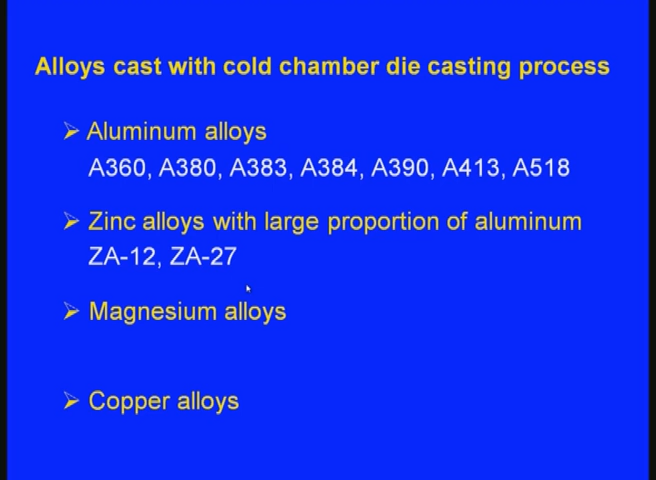 Alloys cast with cold chamber die casting process
➢ Aluminum alloys
A360, A380, A383, A384, A390, A413, A518
➢ Zinc alloys with large proportion of aluminum
ZA-12, ZA-27
➢ Magnesium alloys
➢ Copper alloys